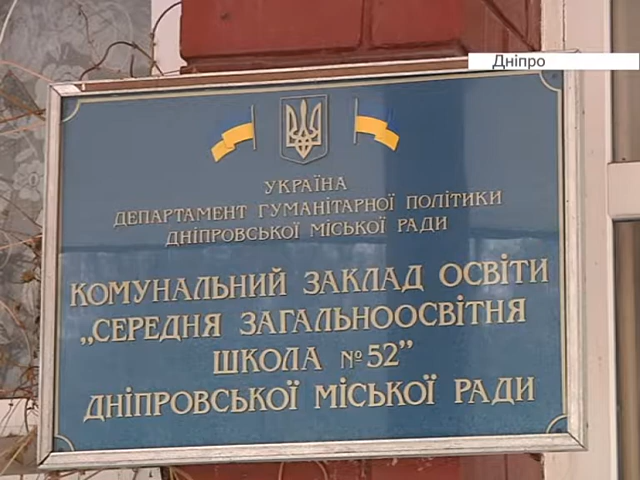 Дніпро
УКРАЇНА
ДЕПАРТАМЕНТ ГУМАНІТАРНОЇ ПОЛІТИКИ
ДНІПРОВСЬКОЇ МІСЬКОЇ РАДИ
КОМУНАЛЬНИЙ ЗАКЛАД ОСВІТИ
„СЕРЕДНЯ ЗАГАЛЬНООСВІТНЯ
ШКОЛА №52”
ДНІПРОВСЬКОЇ МІСЬКОЇ РАДИ